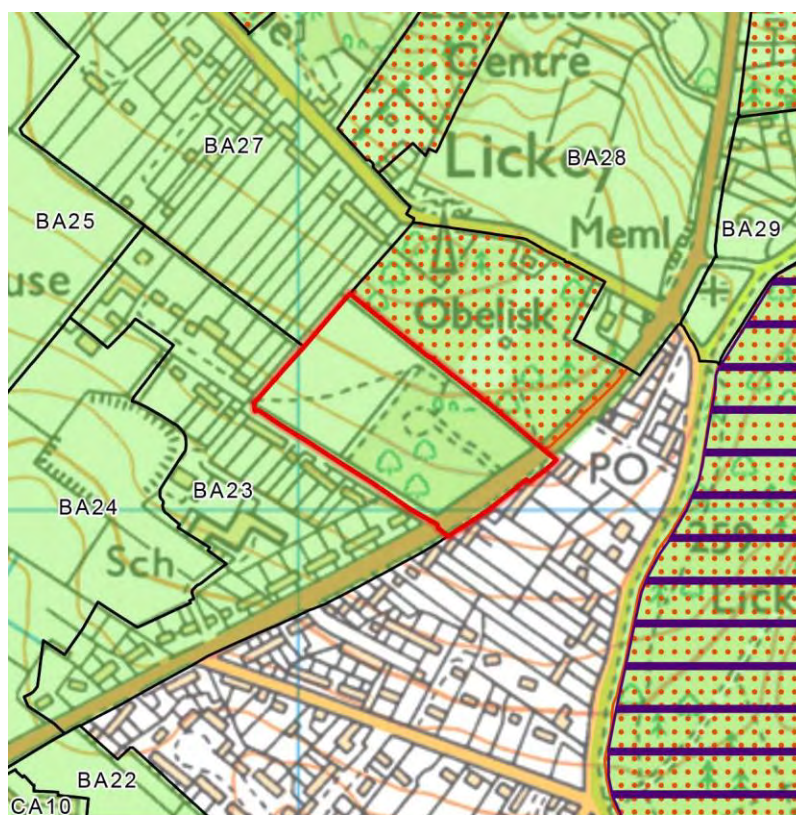 Centre
BA27
Lickey
BA28
Meml
BA29
BA25
use
Obelisk
PO
BA23
BA24
Sch
Lick
BA22
CA10